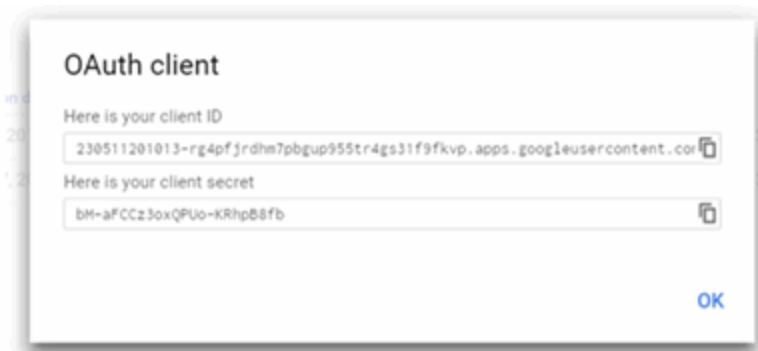 OAuth client
Here is your client ID
230511201013-rg4pfjrdhm7pbgup955tr4gs31f9fkvp.apps.googleusercontent.com
Here is your client secret
bM-aFCCz3oxQPUo-KRhpB8fb
OK